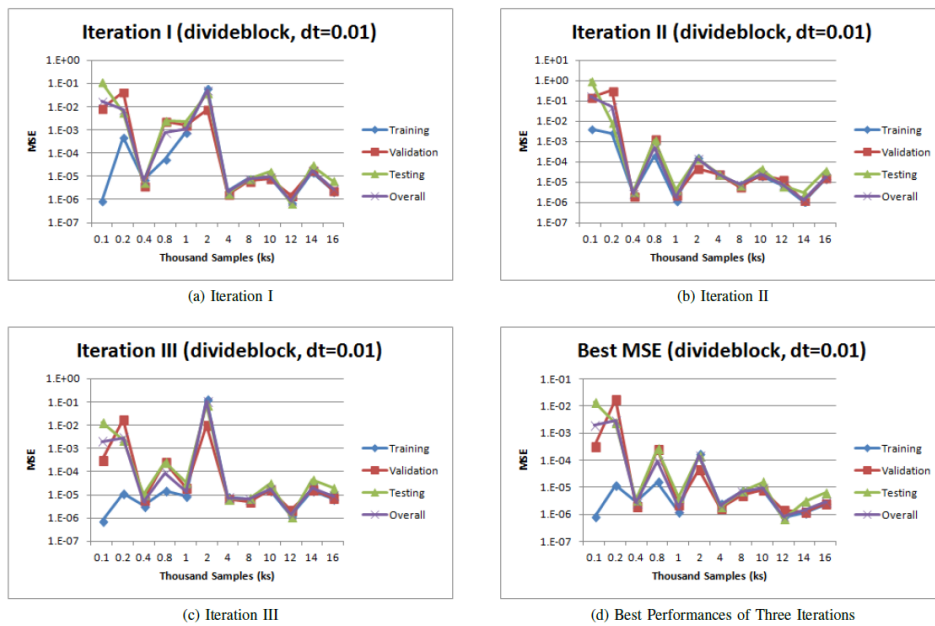 Iteration I (divideblock, dt=0.01)
1.E+00
1.E-01
1.E-02
1.E-03
1.E-04
1.E-05
1.E-06
1.E-07
MSE
0.1 0.2 0.4 0.8 1 2 4 8 10 12 14 16
Thousand Samples (ks)
Training
Validation
Testing
Overall
(a) Iteration I
Iteration II (divideblock, dt=0.01)
1.E+01
1.E+00
1.E-01
1.E-02
1.E-03
1.E-04
1.E-05
1.E-06
1.E-07
MSE
0.1 0.2 0.4 0.8 1 2 4 8 10 12 14 16
Thousand Samples (ks)
Training
Validation
Testing
Overall
(b) Iteration II
Iteration III (divideblock, dt=0.01)
1.E+00
1.E-01
1.E-02
1.E-03
1.E-04
1.E-05
1.E-06
1.E-07
MSE
0.1 0.2 0.4 0.8 1 2 4 8 10 12 14 16
Thousand Samples (ks)
Training
Validation
Testing
Overall
(c) Iteration III
Best MSE (divideblock, dt=0.01)
1.E-01
1.E-02
1.E-03
1.E-04
1.E-05
1.E-06
1.E-07
MSE
0.1 0.2 0.4 0.8 1 2 4 8 10 12 14 16
Thousand Samples (ks)
Training
Validation
Testing
Overall
(d) Best Performances of Three Iterations